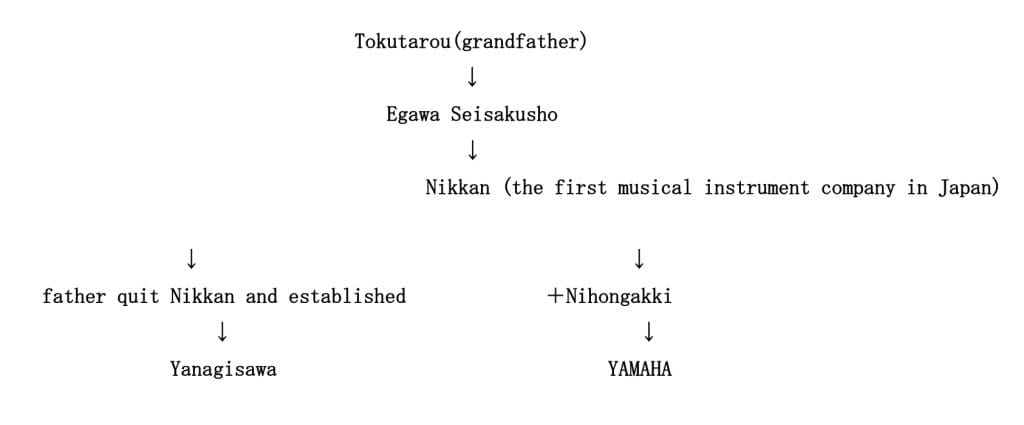 Tokutarou(grandfather)
↓
Egawa Seisakusho
↓
Nikkan (the first musical instrument company in Japan)
↓ ↓
father quit Nikkan and established ＋Nihongakki
↓ ↓
Yanagisawa YAMAHA